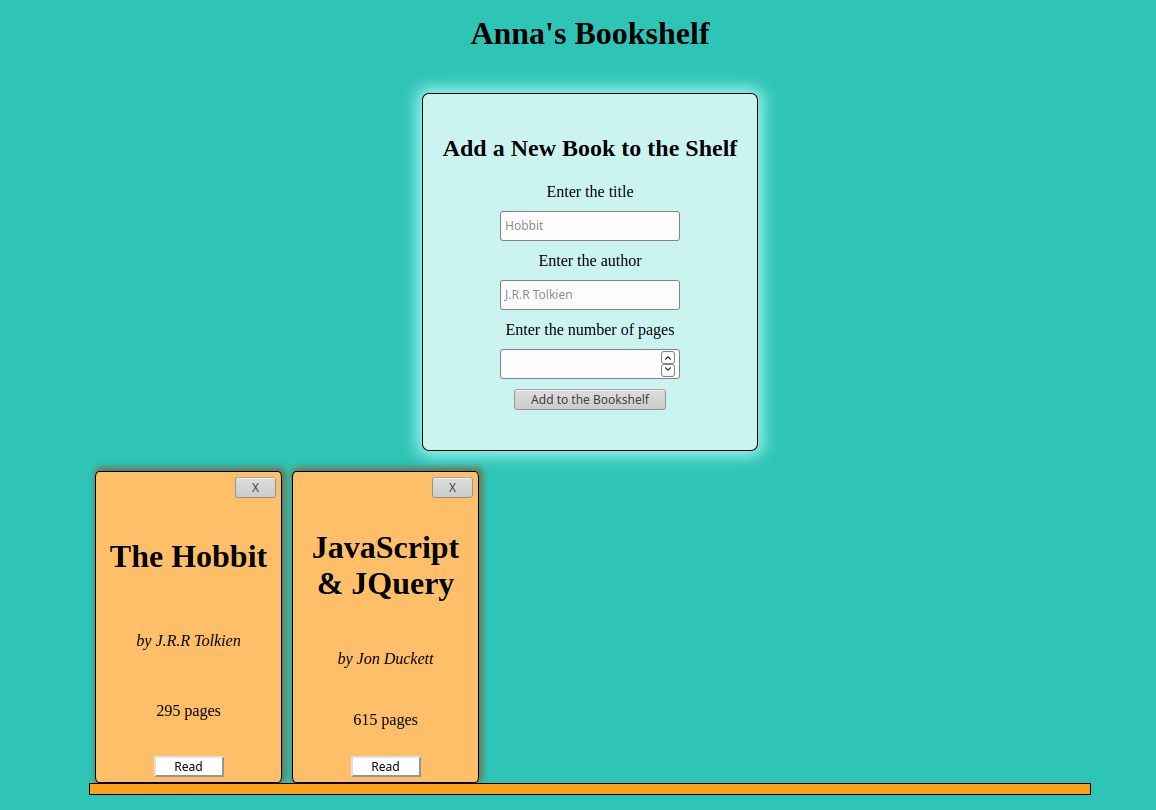 Anna's Bookshelf
Add a New Book to the Shelf
Enter the title
Hobbit
Enter the author
J.R.R Tolkien
Enter the number of pages
Add to the Bookshelf
X
The Hobbit
by J.R.R Tolkien
295 pages
Read
X
JavaScript
& JQuery
by Jon Duckett
615 pages
Read